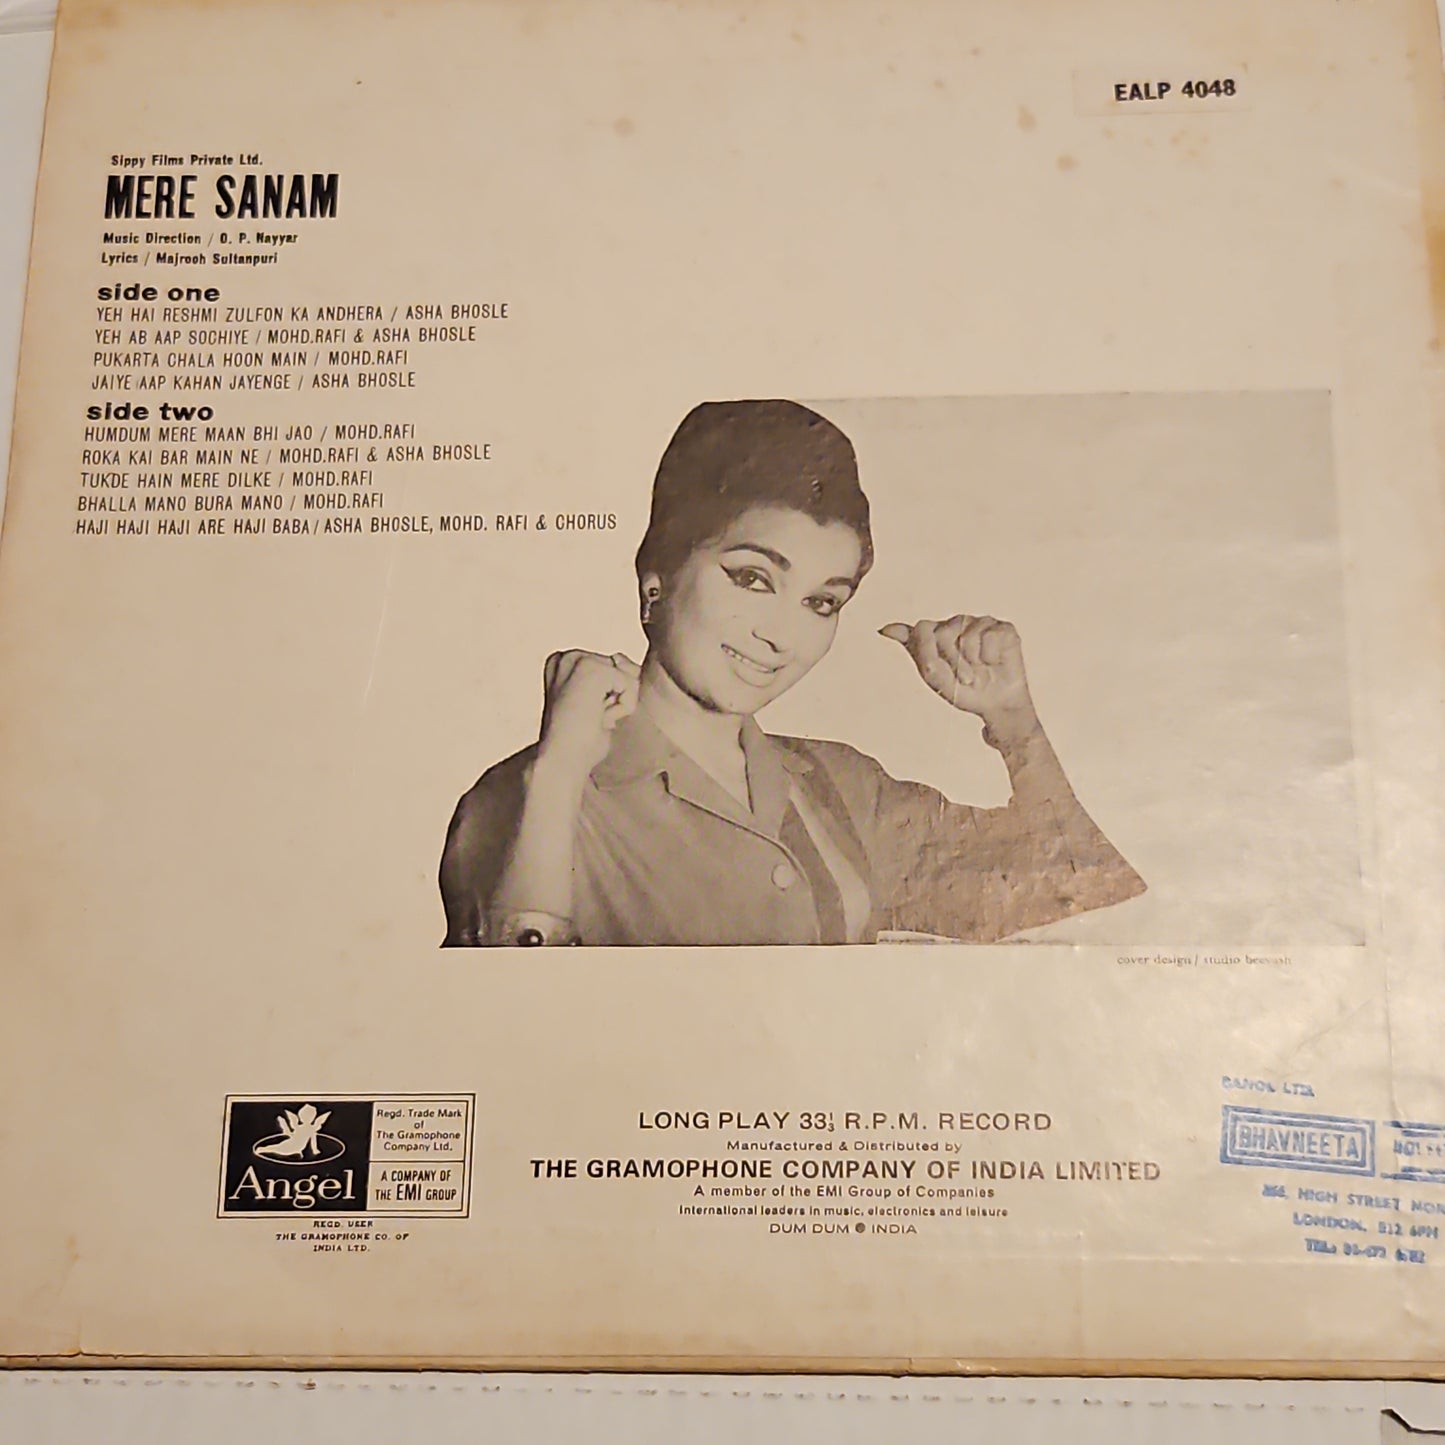 EALP 4048
Sippy Films Private Ltd.
MERE SANAM
Music Direction / O. P. Nayyar
Lyrics / Majrooh Sultanpuri
side one
YEH HAI RESHMI ZULFON KA ANDHERA / ASHA BHOSLE
YEH AB AAP SOCHIYE / MOHD.RAFI & ASHA BHOSLE
PUKARTA CHALA HOON MAIN / MOHD.RAFI
JAIYE AAP KAHAN JAYENGE / ASHA BHOSLE
side two
HUMDUM MERE MAAN BHI JAO / MOHD.RAFI
ROKA KAI BAR MAIN NE / MOHD.RAFI & ASHA BHOSLE
TUKDE HAIN MERE DILKE / MOHD.RAFI
BHALLA MANO BURA MANO / MOHD.RAFI
HAJI HAJI HAJI ARE HAJI BABA / ASHA BHOSLE, MOHD. RAFI & CHORUS
cover design / studio beevash
Angel
Regd. Trade Mark
of
The Gramophone
Company Ltd.
A COMPANY OF
THE EMI GROUP
REGD. USER
THE GRAMOPHONE CO. OF
INDIA LTD.
LONG PLAY 33⅓ R.P.M. RECORD
Manufactured & Distributed by
THE GRAMOPHONE COMPANY OF INDIA LIMITED
A member of the EMI Group of Companies
International leaders in music, electronics and leisure
DUM DUM INDIA
LTD.
BHAVNEETA
HIGH STREET
LONDON. E12 6PH